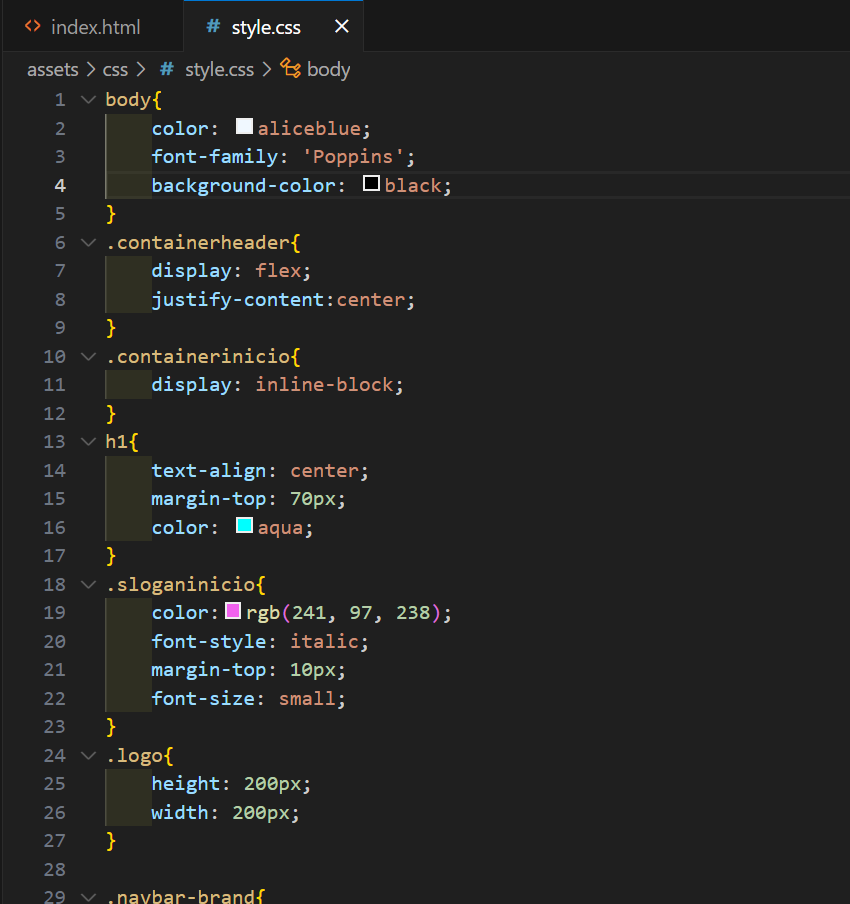 index.html style.css
assets > css > # style.css > body
1 body{
2 color: aliceblue;
3 font-family: 'Poppins';
4 background-color: black;
5 }
6 .containerheader{
7 display: flex;
8 justify-content:center;
9 }
10 .containerinicio{
11 display: inline-block;
12 }
13 h1{
14 text-align: center;
15 margin-top: 70px;
16 color: aqua;
17 }
18 .sloganinicio{
19 color:rgb(241, 97, 238);
20 font-style: italic;
21 margin-top: 10px;
22 font-size: small;
23 }
24 .logo{
25 height: 200px;
26 width: 200px;
27 }
28
29 .navbar-brand{